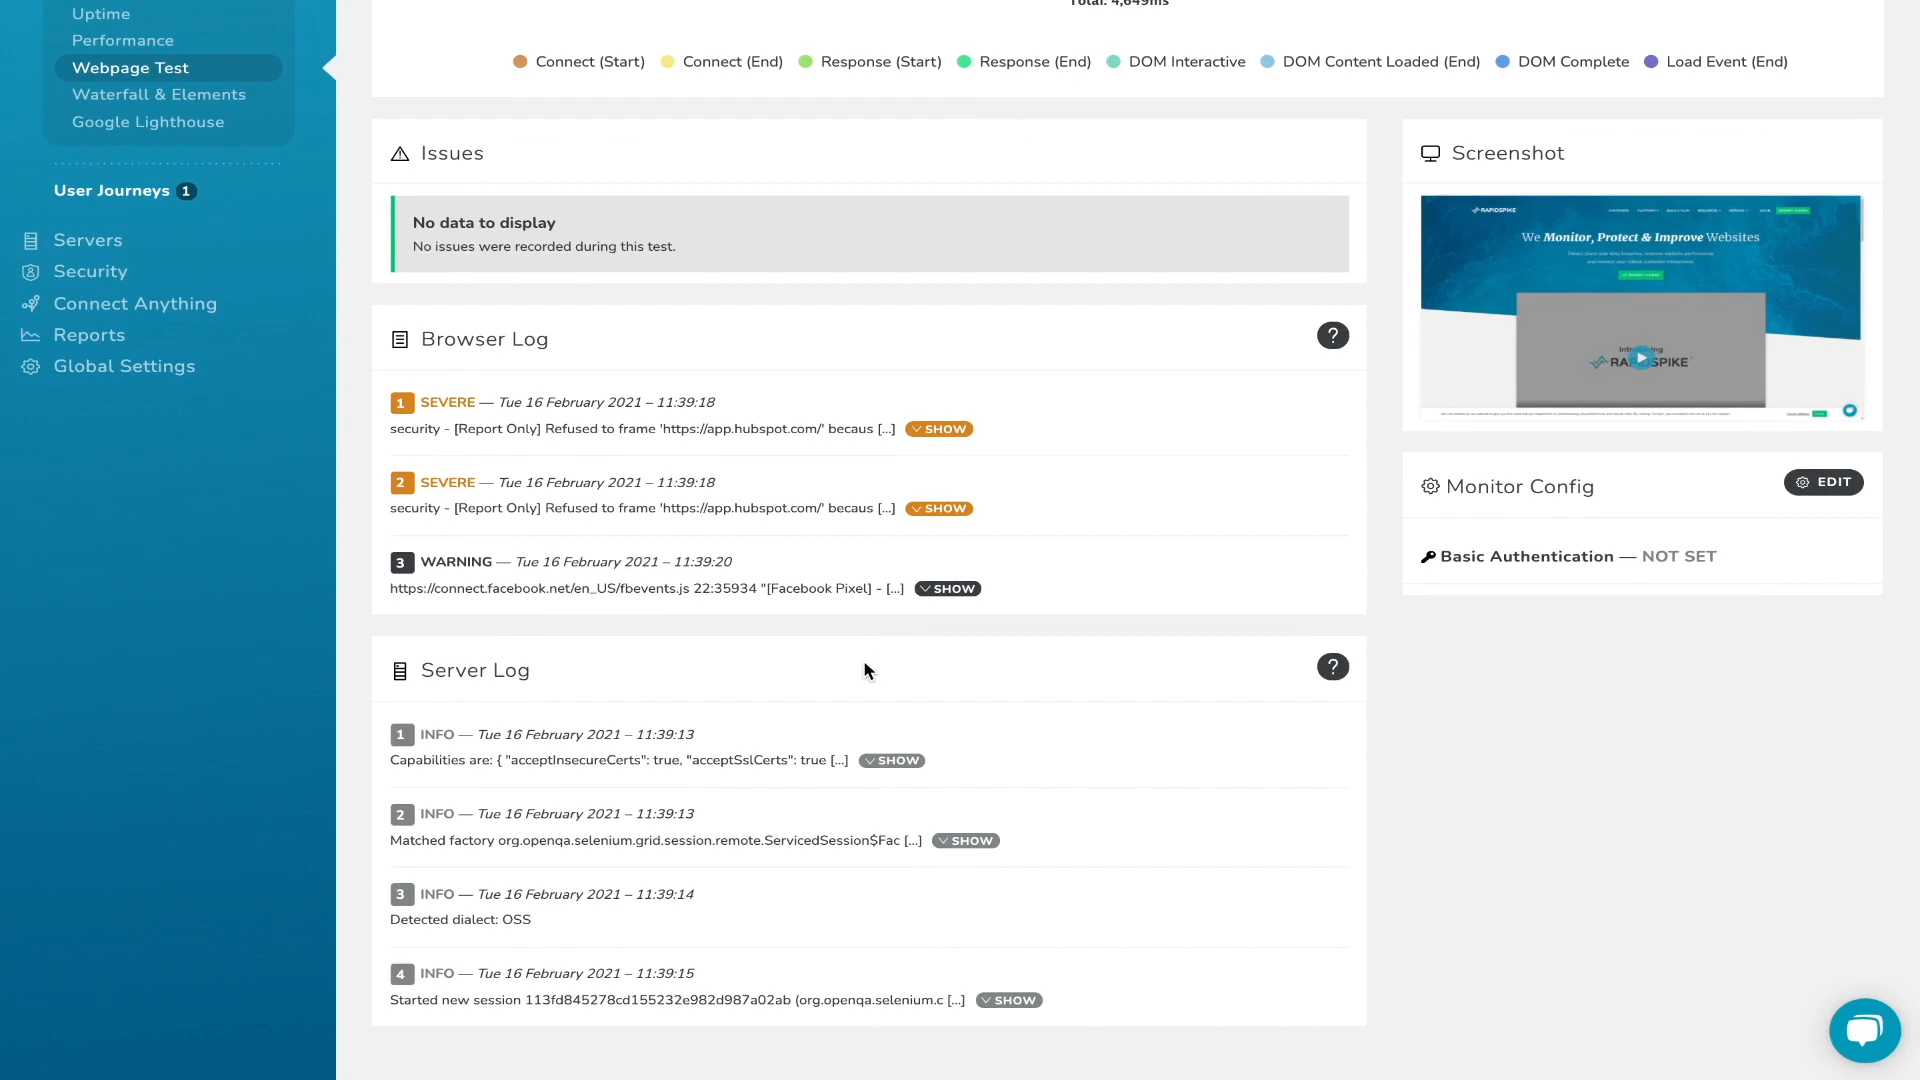 Total: 4,649ms
Uptime
Performance
Webpage Test
Waterfall & Elements
Google Lighthouse
User Journeys 1
Servers
Security
Connect Anything
Reports
Global Settings
Connect (Start) Connect (End) Response (Start) Response (End) DOM Interactive DOM Content Loaded (End) DOM Complete Load Event (End)
Issues
No data to display
No issues were recorded during this test.
Browser Log ?
1 SEVERE — Tue 16 February 2021 – 11:39:18
security - [Report Only] Refused to frame 'https://app.hubspot.com/' becaus [...] SHOW
2 SEVERE — Tue 16 February 2021 – 11:39:18
security - [Report Only] Refused to frame 'https://app.hubspot.com/' becaus [...] SHOW
3 WARNING — Tue 16 February 2021 – 11:39:20
https://connect.facebook.net/en_US/fbevents.js 22:35934 "[Facebook Pixel] - [...] SHOW
Server Log ?
1 INFO — Tue 16 February 2021 – 11:39:13
Capabilities are: { "acceptInsecureCerts": true, "acceptSslCerts": true [...] SHOW
2 INFO — Tue 16 February 2021 – 11:39:13
Matched factory org.openqa.selenium.grid.session.remote.ServicedSession$Fac [...] SHOW
3 INFO — Tue 16 February 2021 – 11:39:14
Detected dialect: OSS
4 INFO — Tue 16 February 2021 – 11:39:15
Started new session 113fd845278cd155232e982d987a02ab (org.openqa.selenium.c [...] SHOW
Screenshot
RAPIDSPIKE
We Monitor, Protect & Improve Websites
RAPIDSPIKE
Monitor Config EDIT
Basic Authentication — NOT SET